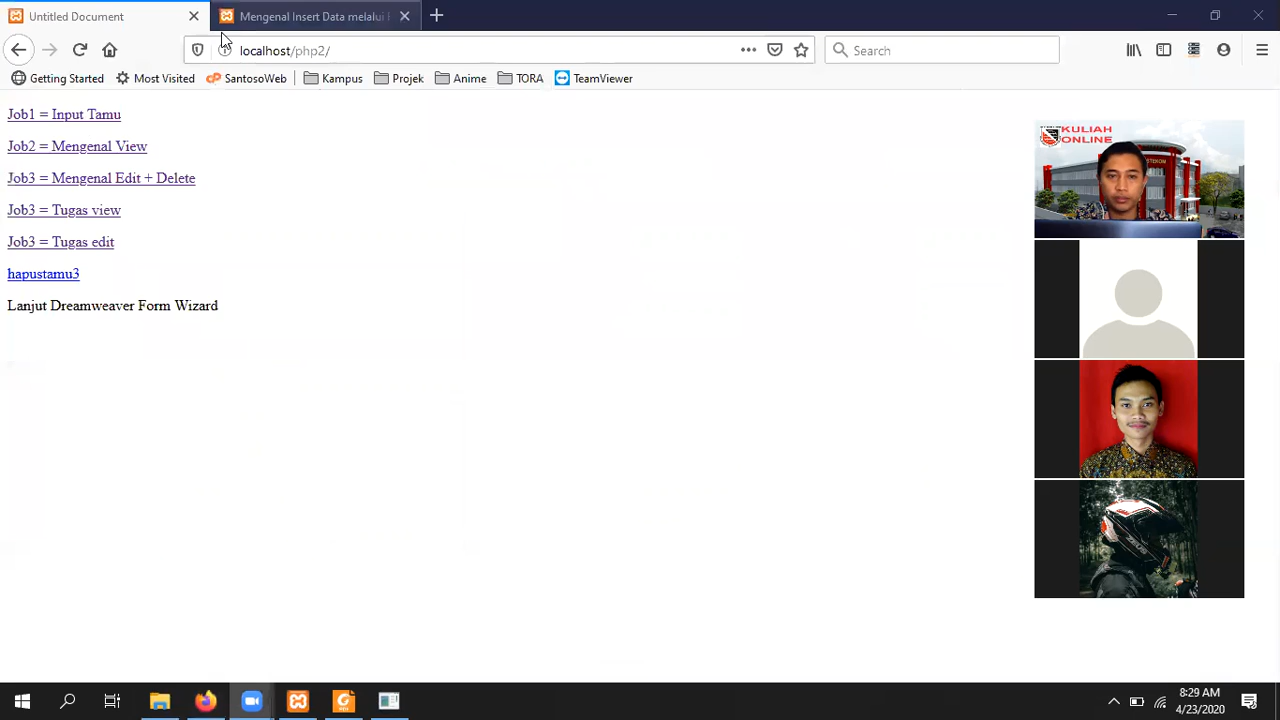 Untitled Document
Mengenal Insert Data melalui
localhost/php2/
Search
Getting Started
Most Visited
SantosoWeb
Kampus
Projek
Anime
TORA
TeamViewer
Job1 = Input Tamu
Job2 = Mengenal View
Job3 = Mengenal Edit + Delete
Job3 = Tugas view
Job3 = Tugas edit
hapustamu3
Lanjut Dreamweaver Form Wizard
KULIAH
ONLINE
8:29 AM
4/23/2020